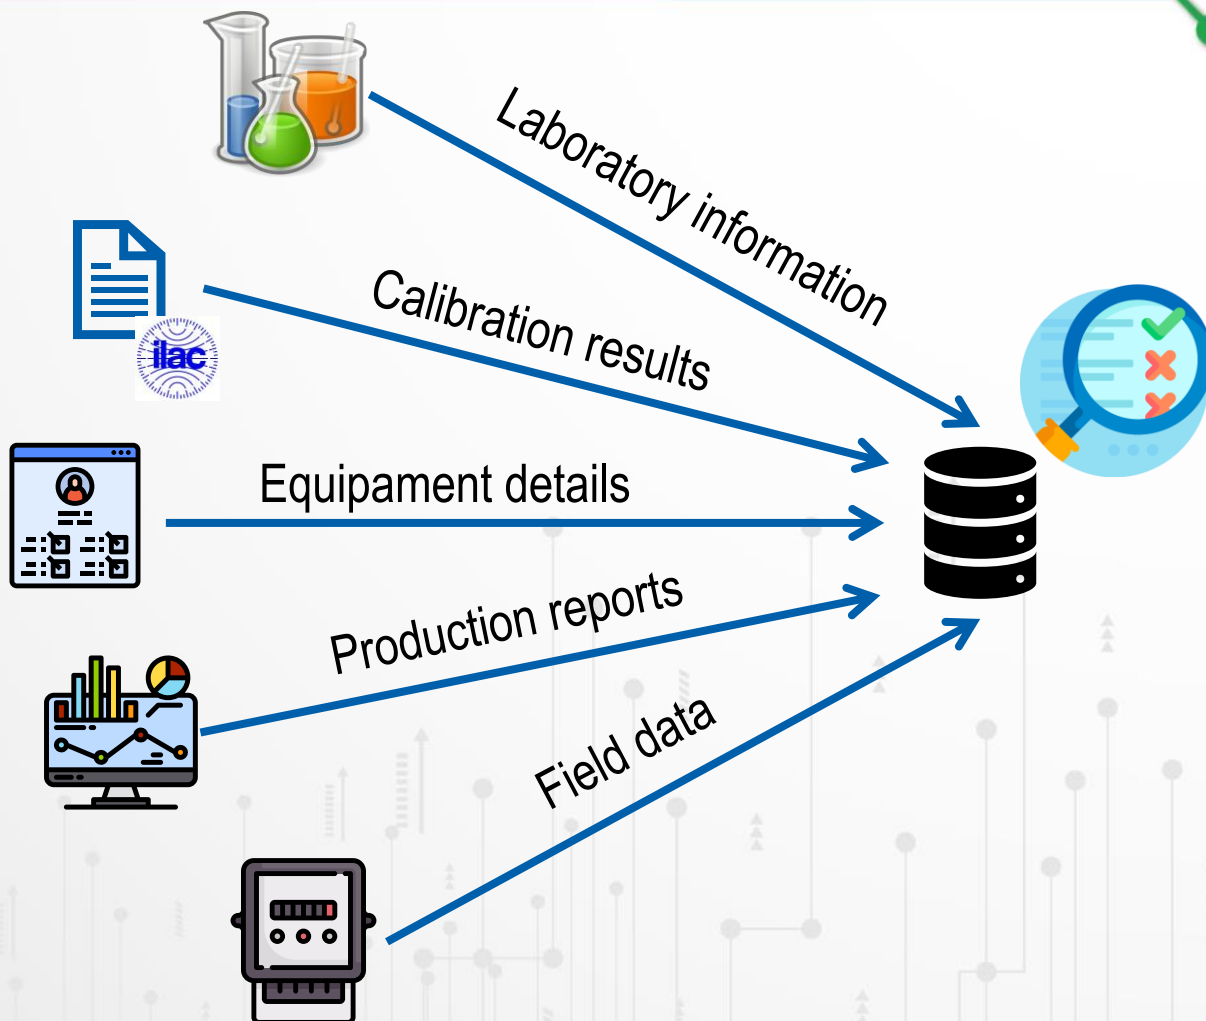 Laboratory information
Calibration results
ilac
Equipament details
Production reports
Field data